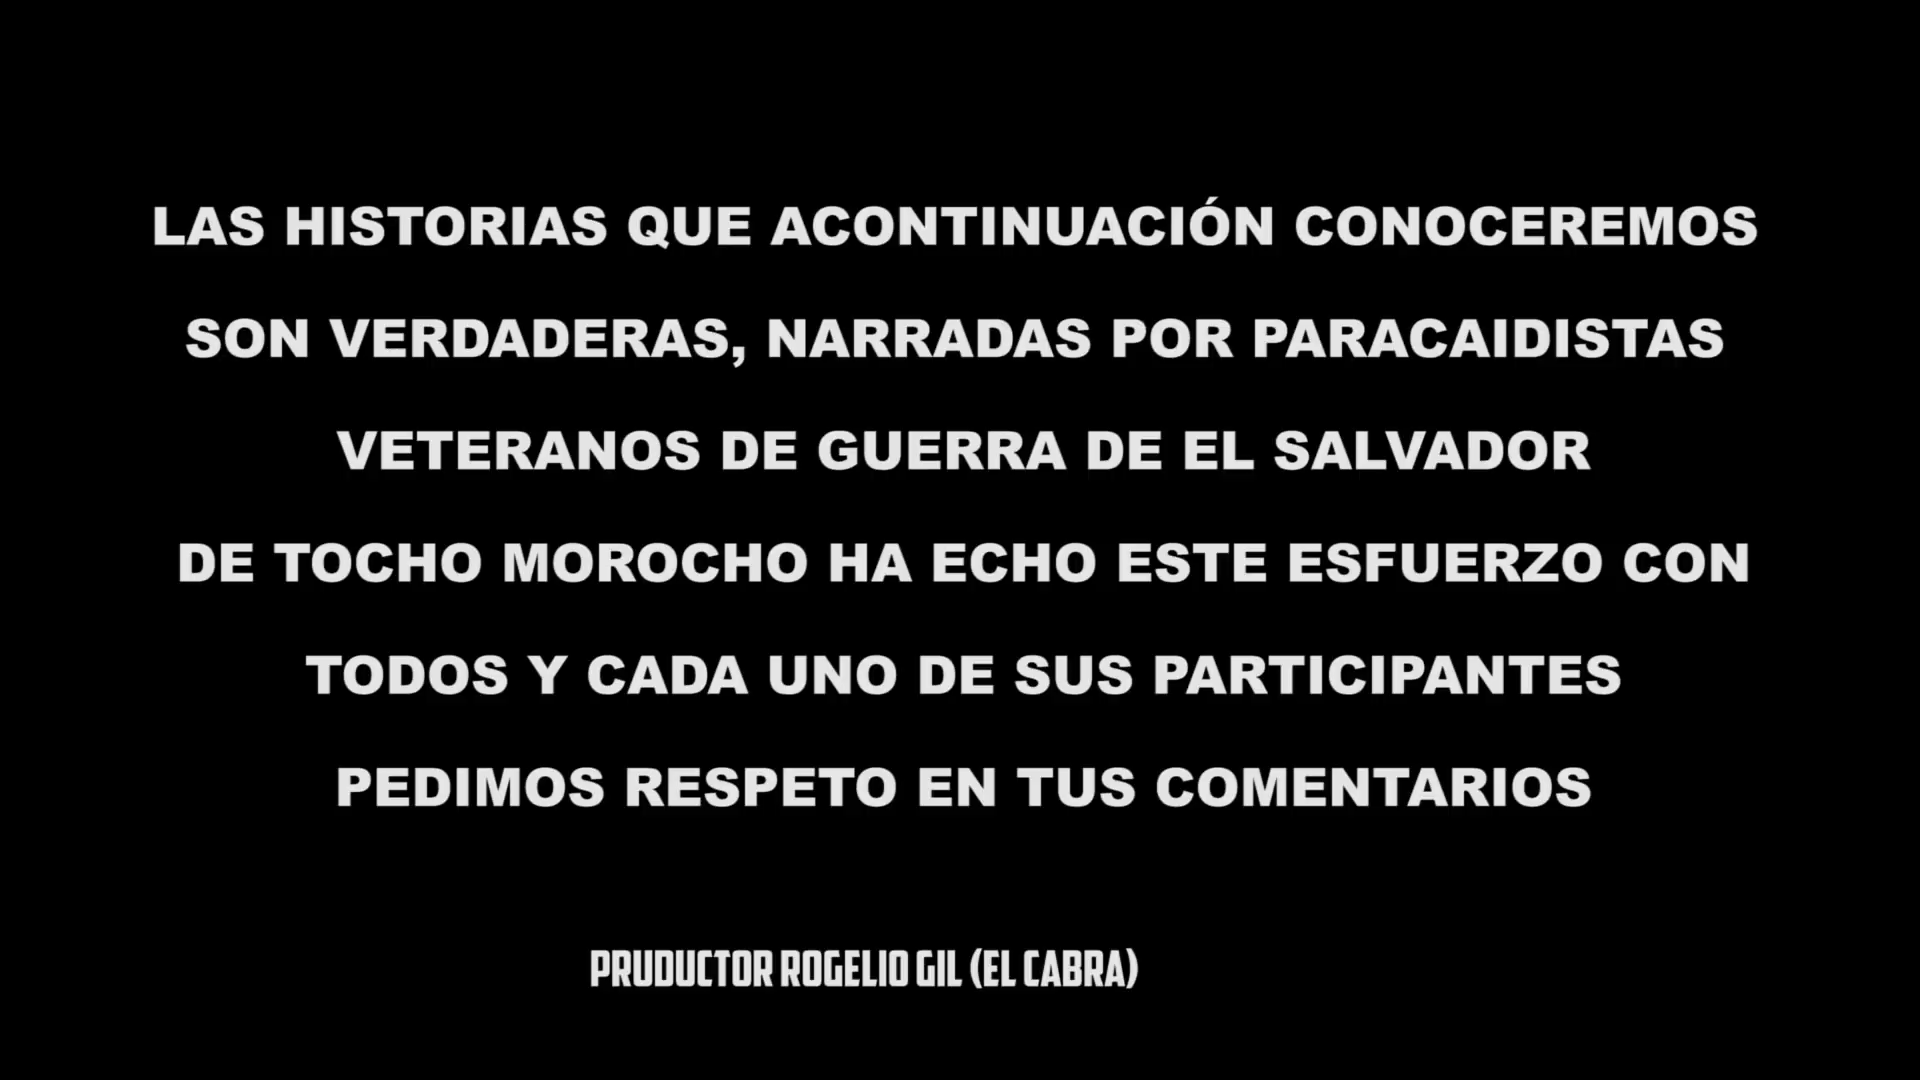 LAS HISTORIAS QUE ACONTINUACIÓN CONOCEREMOS
SON VERDADERAS, NARRADAS POR PARACAIDISTAS
VETERANOS DE GUERRA DE EL SALVADOR
DE TOCHO MOROCHO HA ECHO ESTE ESFUERZO CON
TODOS Y CADA UNO DE SUS PARTICIPANTES
PEDIMOS RESPETO EN TUS COMENTARIOS
PRUDUCTOR ROGELIO GIL (EL CABRA)